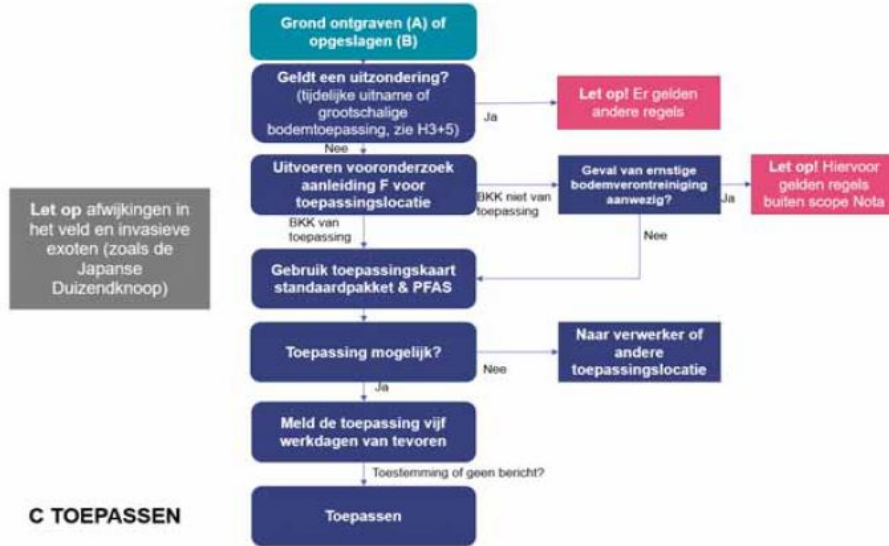 Grond ontgraven (A) of
opgeslagen (B)
Geldt een uitzondering?
(tijdelijke uitname of
grootschalige
bodemtoepassing, zie H3+5)
Ja
Let op! Er gelden
andere regels
Nee
Uitvoeren vooronderzoek
aanleiding F voor
toepassingslocatie
BKK niet van
toepassing
Geval van ernstige
bodemverontreiniging
aanwezig?
Ja
Let op! Hiervoor
gelden regels
buiten scope Nota
Let op afwijkingen in
het veld en invasieve
exoten (zoals de
Japanse
Duizendknoop)
BKK van
toepassing
Nee
Gebruik toepassingskaart
standaardpakket & PFAS
Toepassing mogelijk?
Nee
Naar verwerker of
andere
toepassingslocatie
Ja
Meld de toepassing vijf
werkdagen van tevoren
Toestemming of geen bericht?
Toepassen
C TOEPASSEN